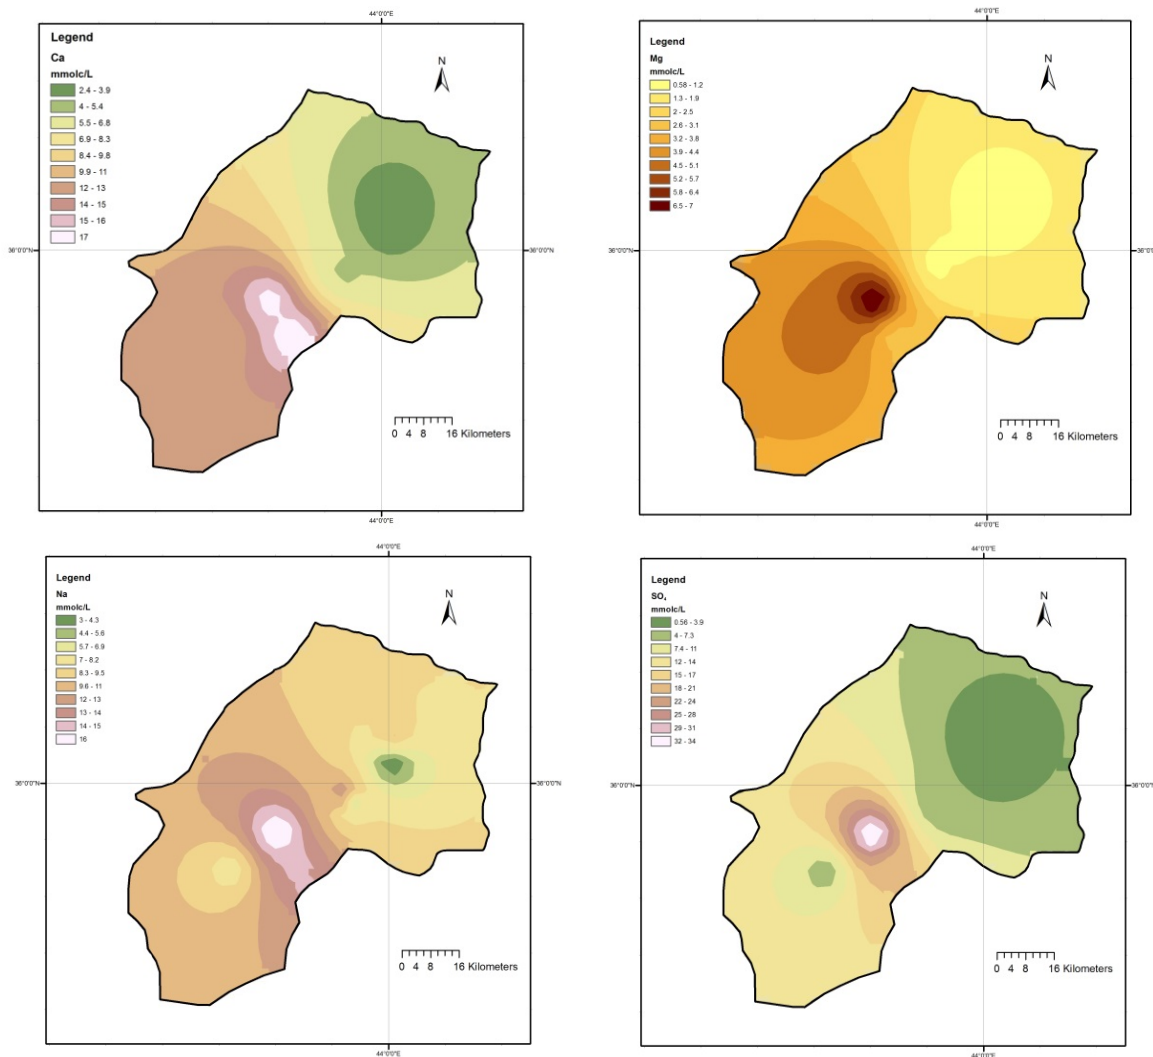 44°0'0"E
Legend
Ca
mmolc/L
2.4 - 3.9
4 - 5.4
5.5 - 6.8
6.9 - 8.3
8.4 - 9.8
9.9 - 11
12 - 13
14 - 15
15 - 16
17
N
36°0'0"N
36°0'0"N
0 4 8 16 Kilometers
44°0'0"E
44°0'0"E
Legend
Mg
mmolc/L
0.58 - 1.2
1.3 - 1.9
2 - 2.5
2.6 - 3.1
3.2 - 3.8
3.9 - 4.4
4.5 - 5.1
5.2 - 5.7
5.8 - 6.4
6.5 - 7
N
36°0'0"N
36°0'0"N
0 4 8 16 Kilometers
44°0'0"E
44°0'0"E
Legend
Na
mmolc/L
3 - 4.3
4.4 - 5.6
5.7 - 6.9
7 - 8.2
8.3 - 9.5
9.6 - 11
12 - 13
13 - 14
14 - 15
16
N
36°0'0"N
36°0'0"N
0 4 8 16 Kilometers
44°0'0"E
44°0'0"E
Legend
SO₄
mmolc/L
0.56 - 3.9
4 - 7.3
7.4 - 11
12 - 14
15 - 17
18 - 21
22 - 24
25 - 28
29 - 31
32 - 34
N
36°0'0"N
36°0'0"N
0 4 8 16 Kilometers
44°0'0"E